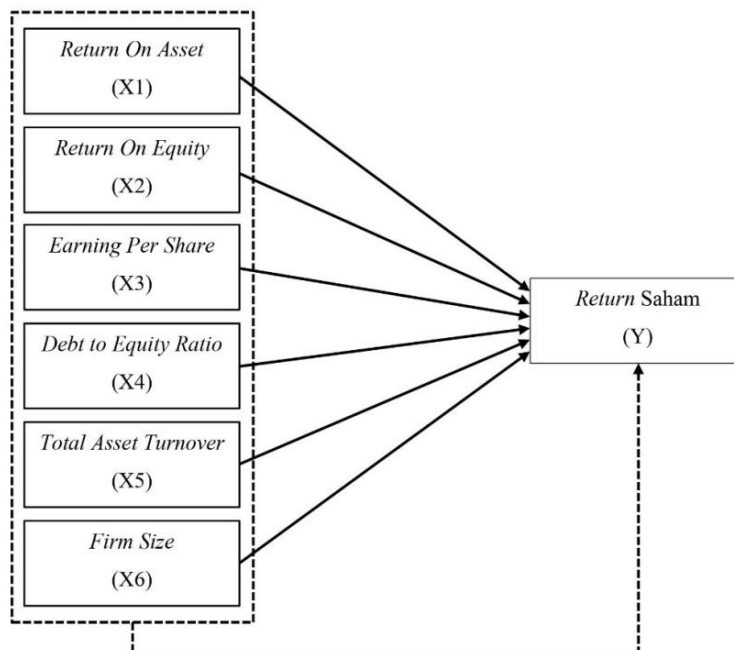 Return On Asset
(X1)
Return On Equity
(X2)
Earning Per Share
(X3)
Debt to Equity Ratio
(X4)
Total Asset Turnover
(X5)
Firm Size
(X6)
Return Saham
(Y)